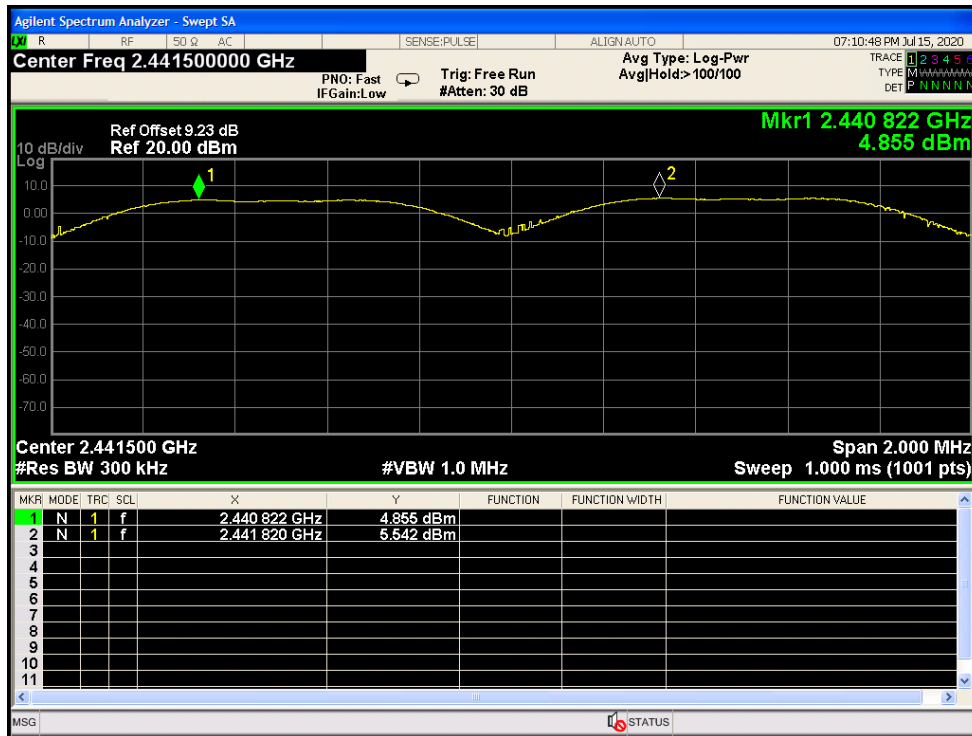 Agilent Spectrum Analyzer - Swept SA
LXI R RF 50 Ω AC SENSE:PULSE ALIGN AUTO 07:10:48 PM Jul 15, 2020
Center Freq 2.441500000 GHz
PNO: Fast
IFGain:Low
Trig: Free Run
#Atten: 30 dB
Avg Type: Log-Pwr
Avg|Hold:>100/100
TRACE 1 2 3 4 5 6
TYPE M
DET P N N N N N
Mkr1 2.440 822 GHz
4.855 dBm
Ref Offset 9.23 dB
10 dB/div Ref 20.00 dBm
Log
1
2
10.0
0.00
-10.0
-20.0
-30.0
-40.0
-50.0
-60.0
-70.0
Center 2.441500 GHz Span 2.000 MHz
#Res BW 300 kHz #VBW 1.0 MHz Sweep 1.000 ms (1001 pts)
MKR MODE TRC SCL X Y FUNCTION FUNCTION WIDTH FUNCTION VALUE
1 N 1 f 2.440 822 GHz 4.855 dBm
2 N 1 f 2.441 820 GHz 5.542 dBm
3
4
5
6
7
8
9
10
11
MSG STATUS